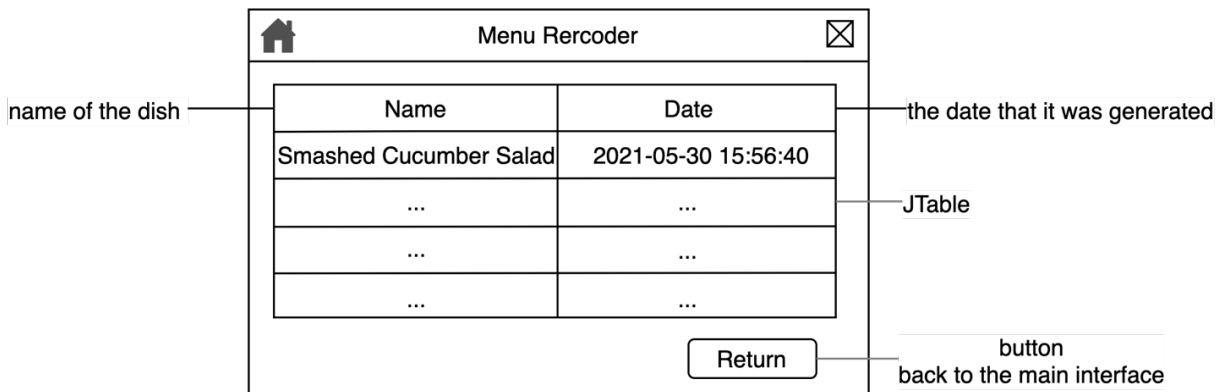 Menu Rercoder
name of the dish
Name
Date
the date that it was generated
Smashed Cucumber Salad
2021-05-30 15:56:40
...
...
JTable
...
...
...
...
Return
button
back to the main interface